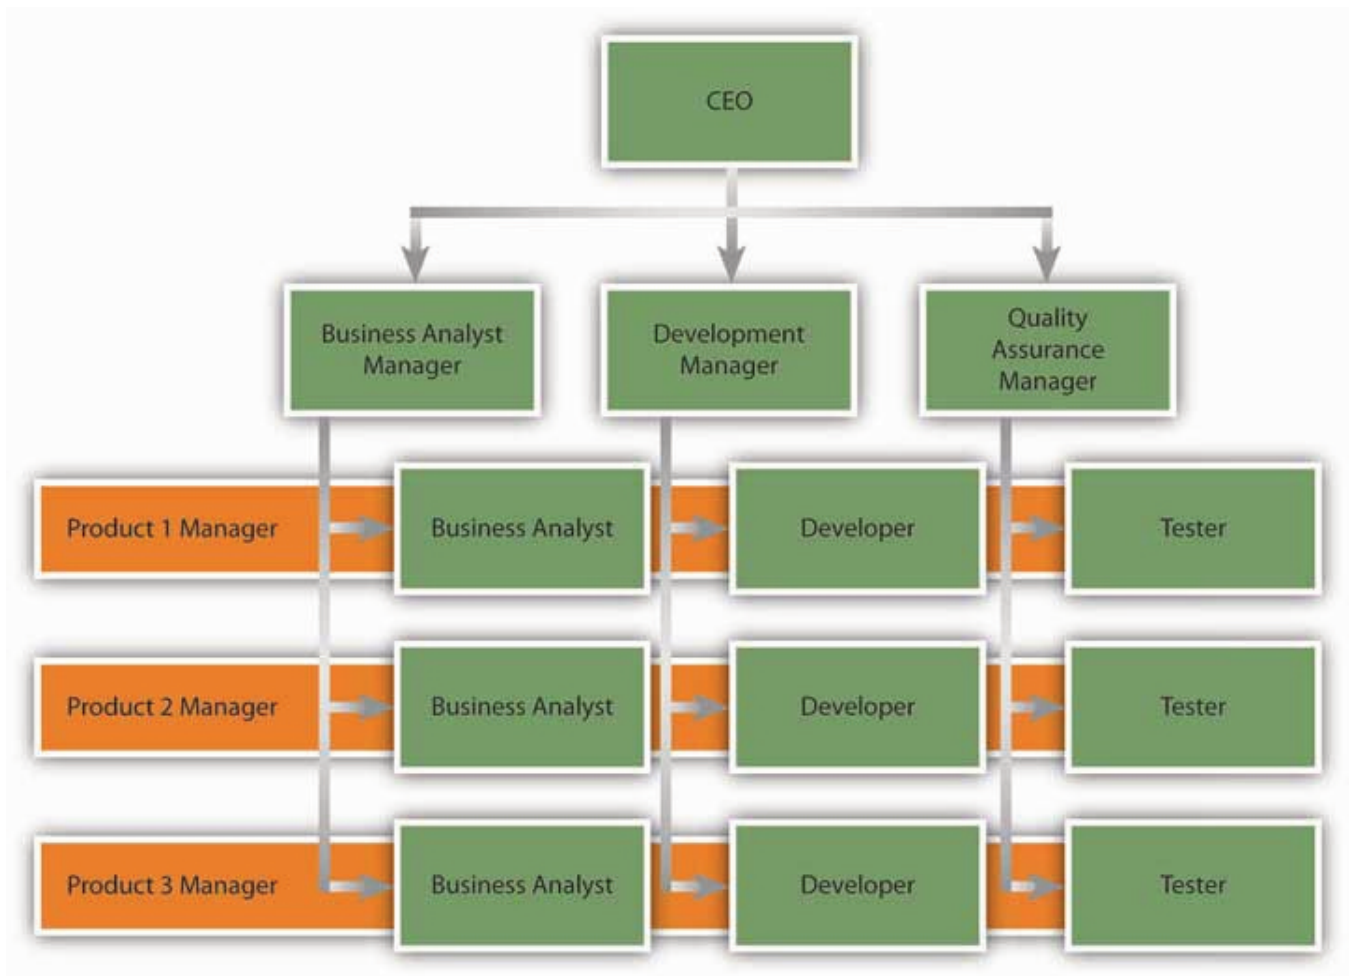 CEO
Business Analyst
Manager
Development
Manager
Quality
Assurance
Manager
Product 1 Manager
Business Analyst
Developer
Tester
Product 2 Manager
Business Analyst
Developer
Tester
Product 3 Manager
Business Analyst
Developer
Tester